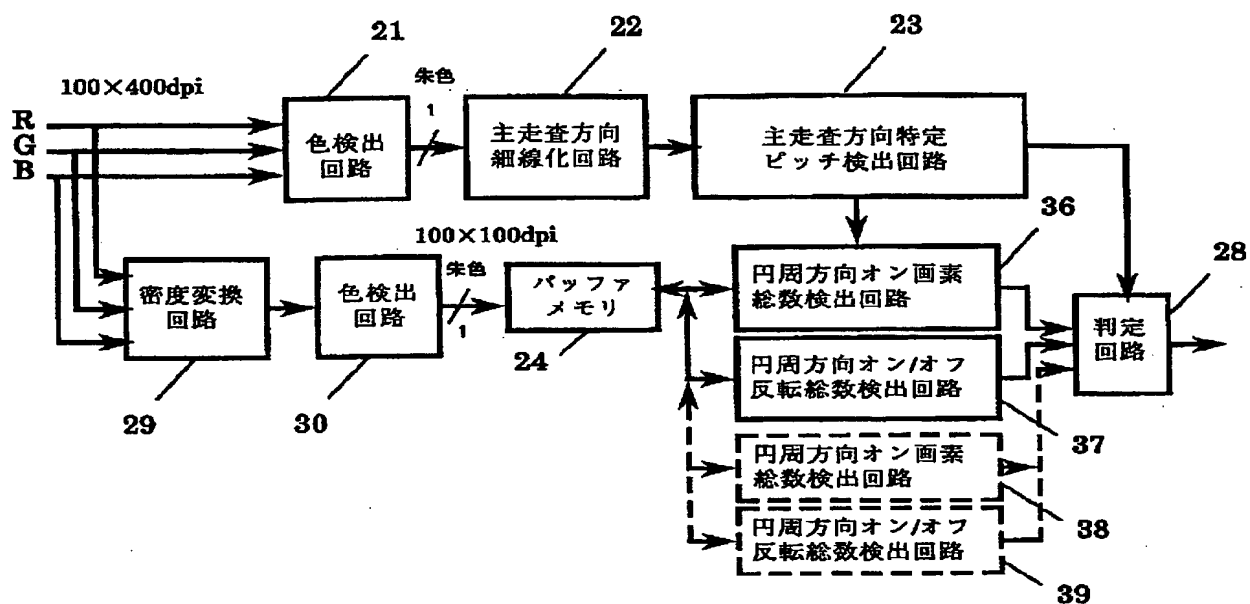 21
22
23
100×400dpi
朱色
1
R
G
B
色検出
回路
主走査方向
細線化回路
主走査方向特定
ピッチ検出回路
36
100×100dpi
朱色
1
28
密度変換
回路
色検出
回路
バッファ
メモリ
円周方向オン画素
総数検出回路
判定
回路
24
円周方向オン/オフ
反転総数検出回路
29
30
37
円周方向オン画素
総数検出回路
38
円周方向オン/オフ
反転総数検出回路
39